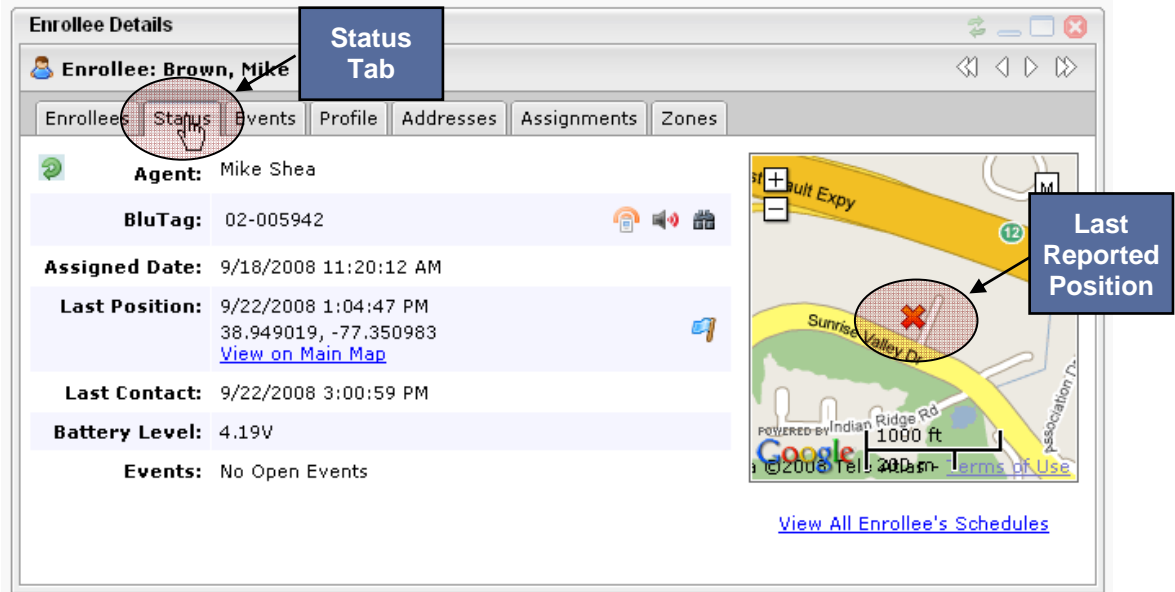 Enrollee Details
Status
Tab
Enrollee: Brown, Mike
Enrollees Status Events Profile Addresses Assignments Zones
Agent: Mike Shea
BluTag: 02-005942
Assigned Date: 9/18/2008 11:20:12 AM
Last Position: 9/22/2008 1:04:47 PM
38.949019, -77.350983
View on Main Map
Last Contact: 9/22/2008 3:00:59 PM
Battery Level: 4.19V
Events: No Open Events
ault Expy
M
12
Last
Reported
Position
Sunrise Valley Dr
Association D
Indian Ridge Rd
POWERED BY
Google
1000 ft
200 m
©2008 Tele Atlas - Terms of Use
View All Enrollee's Schedules